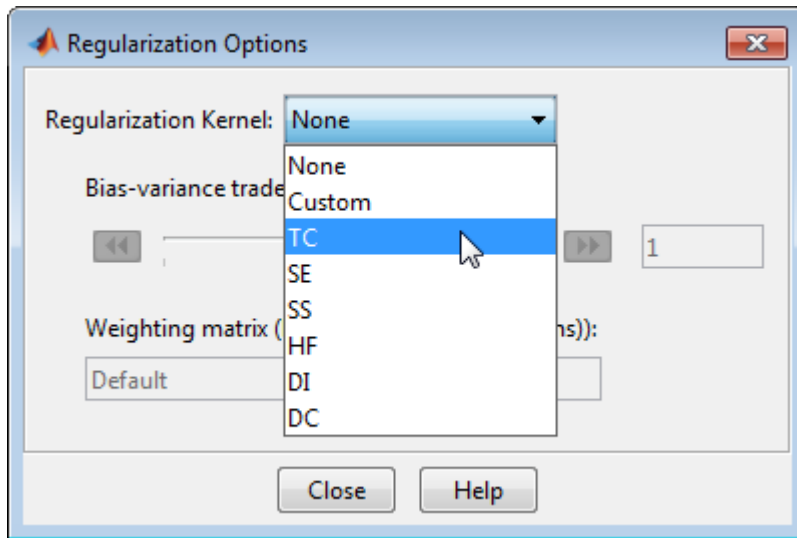 Regularization Options
Regularization Kernel: None
None
Bias-variance trade
Custom
TC
1
SE
SS
Weighting matrix ( ns)):
HF
Default
DI
DC
Close Help